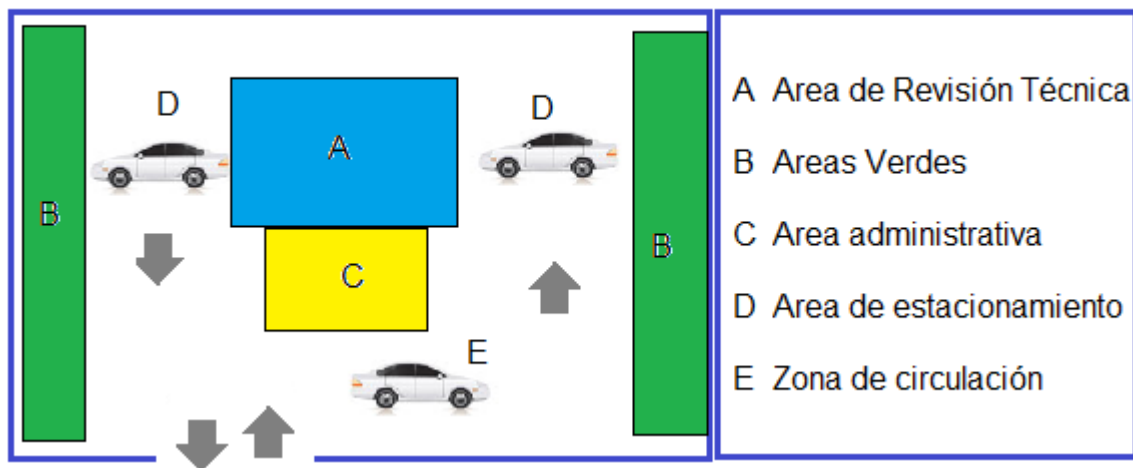 D
D
A
B
B
C
E
A Area de Revisión Técnica
B Areas Verdes
C Area administrativa
D Area de estacionamiento
E Zona de circulación